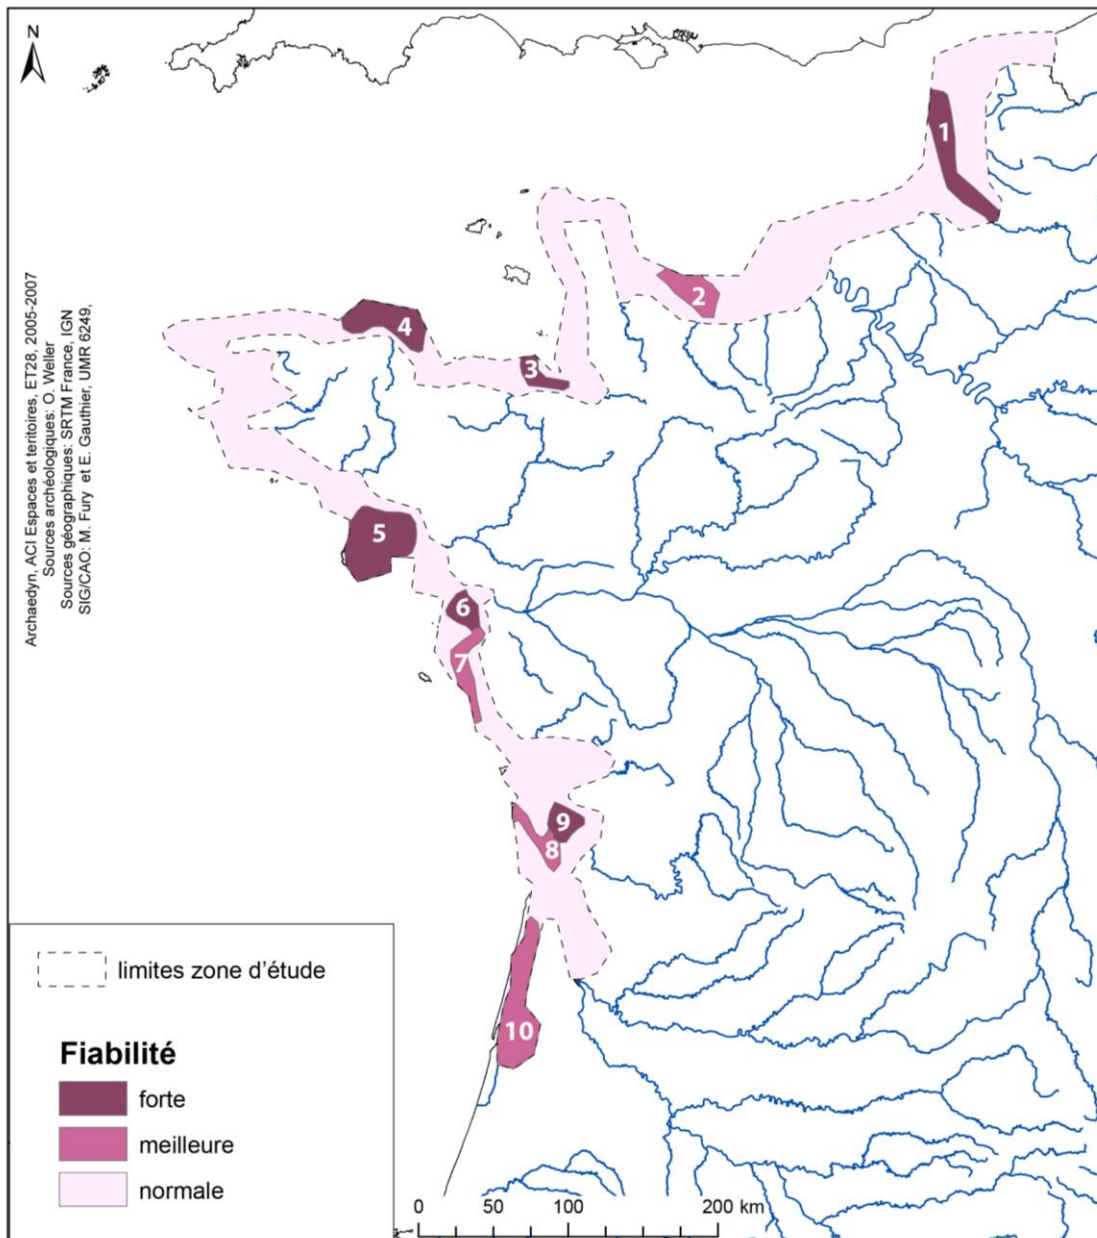 N
1
2
3
4
5
6
7
8
9
10
Archaedyn, ACI Espaces et teritoires, ET28, 2005-2007
Sources archéologiques: O. Weller
Sources géographiques: SRTM France, IGN
SIG/CAO: M. Fury et E. Gauthier, UMR 6249,
limites zone d'étude
Fiabilité
forte
meilleure
normale
0 50 100 200 km